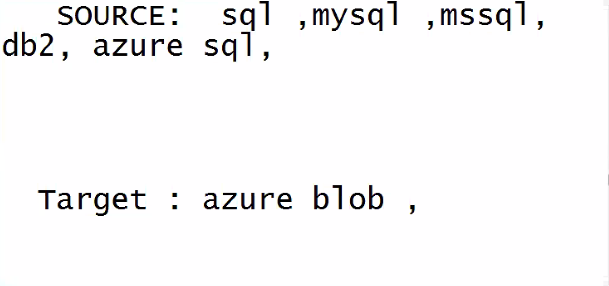 SOURCE: sql ,mysql ,mssql,
db2, azure sql,
Target : azure blob ,